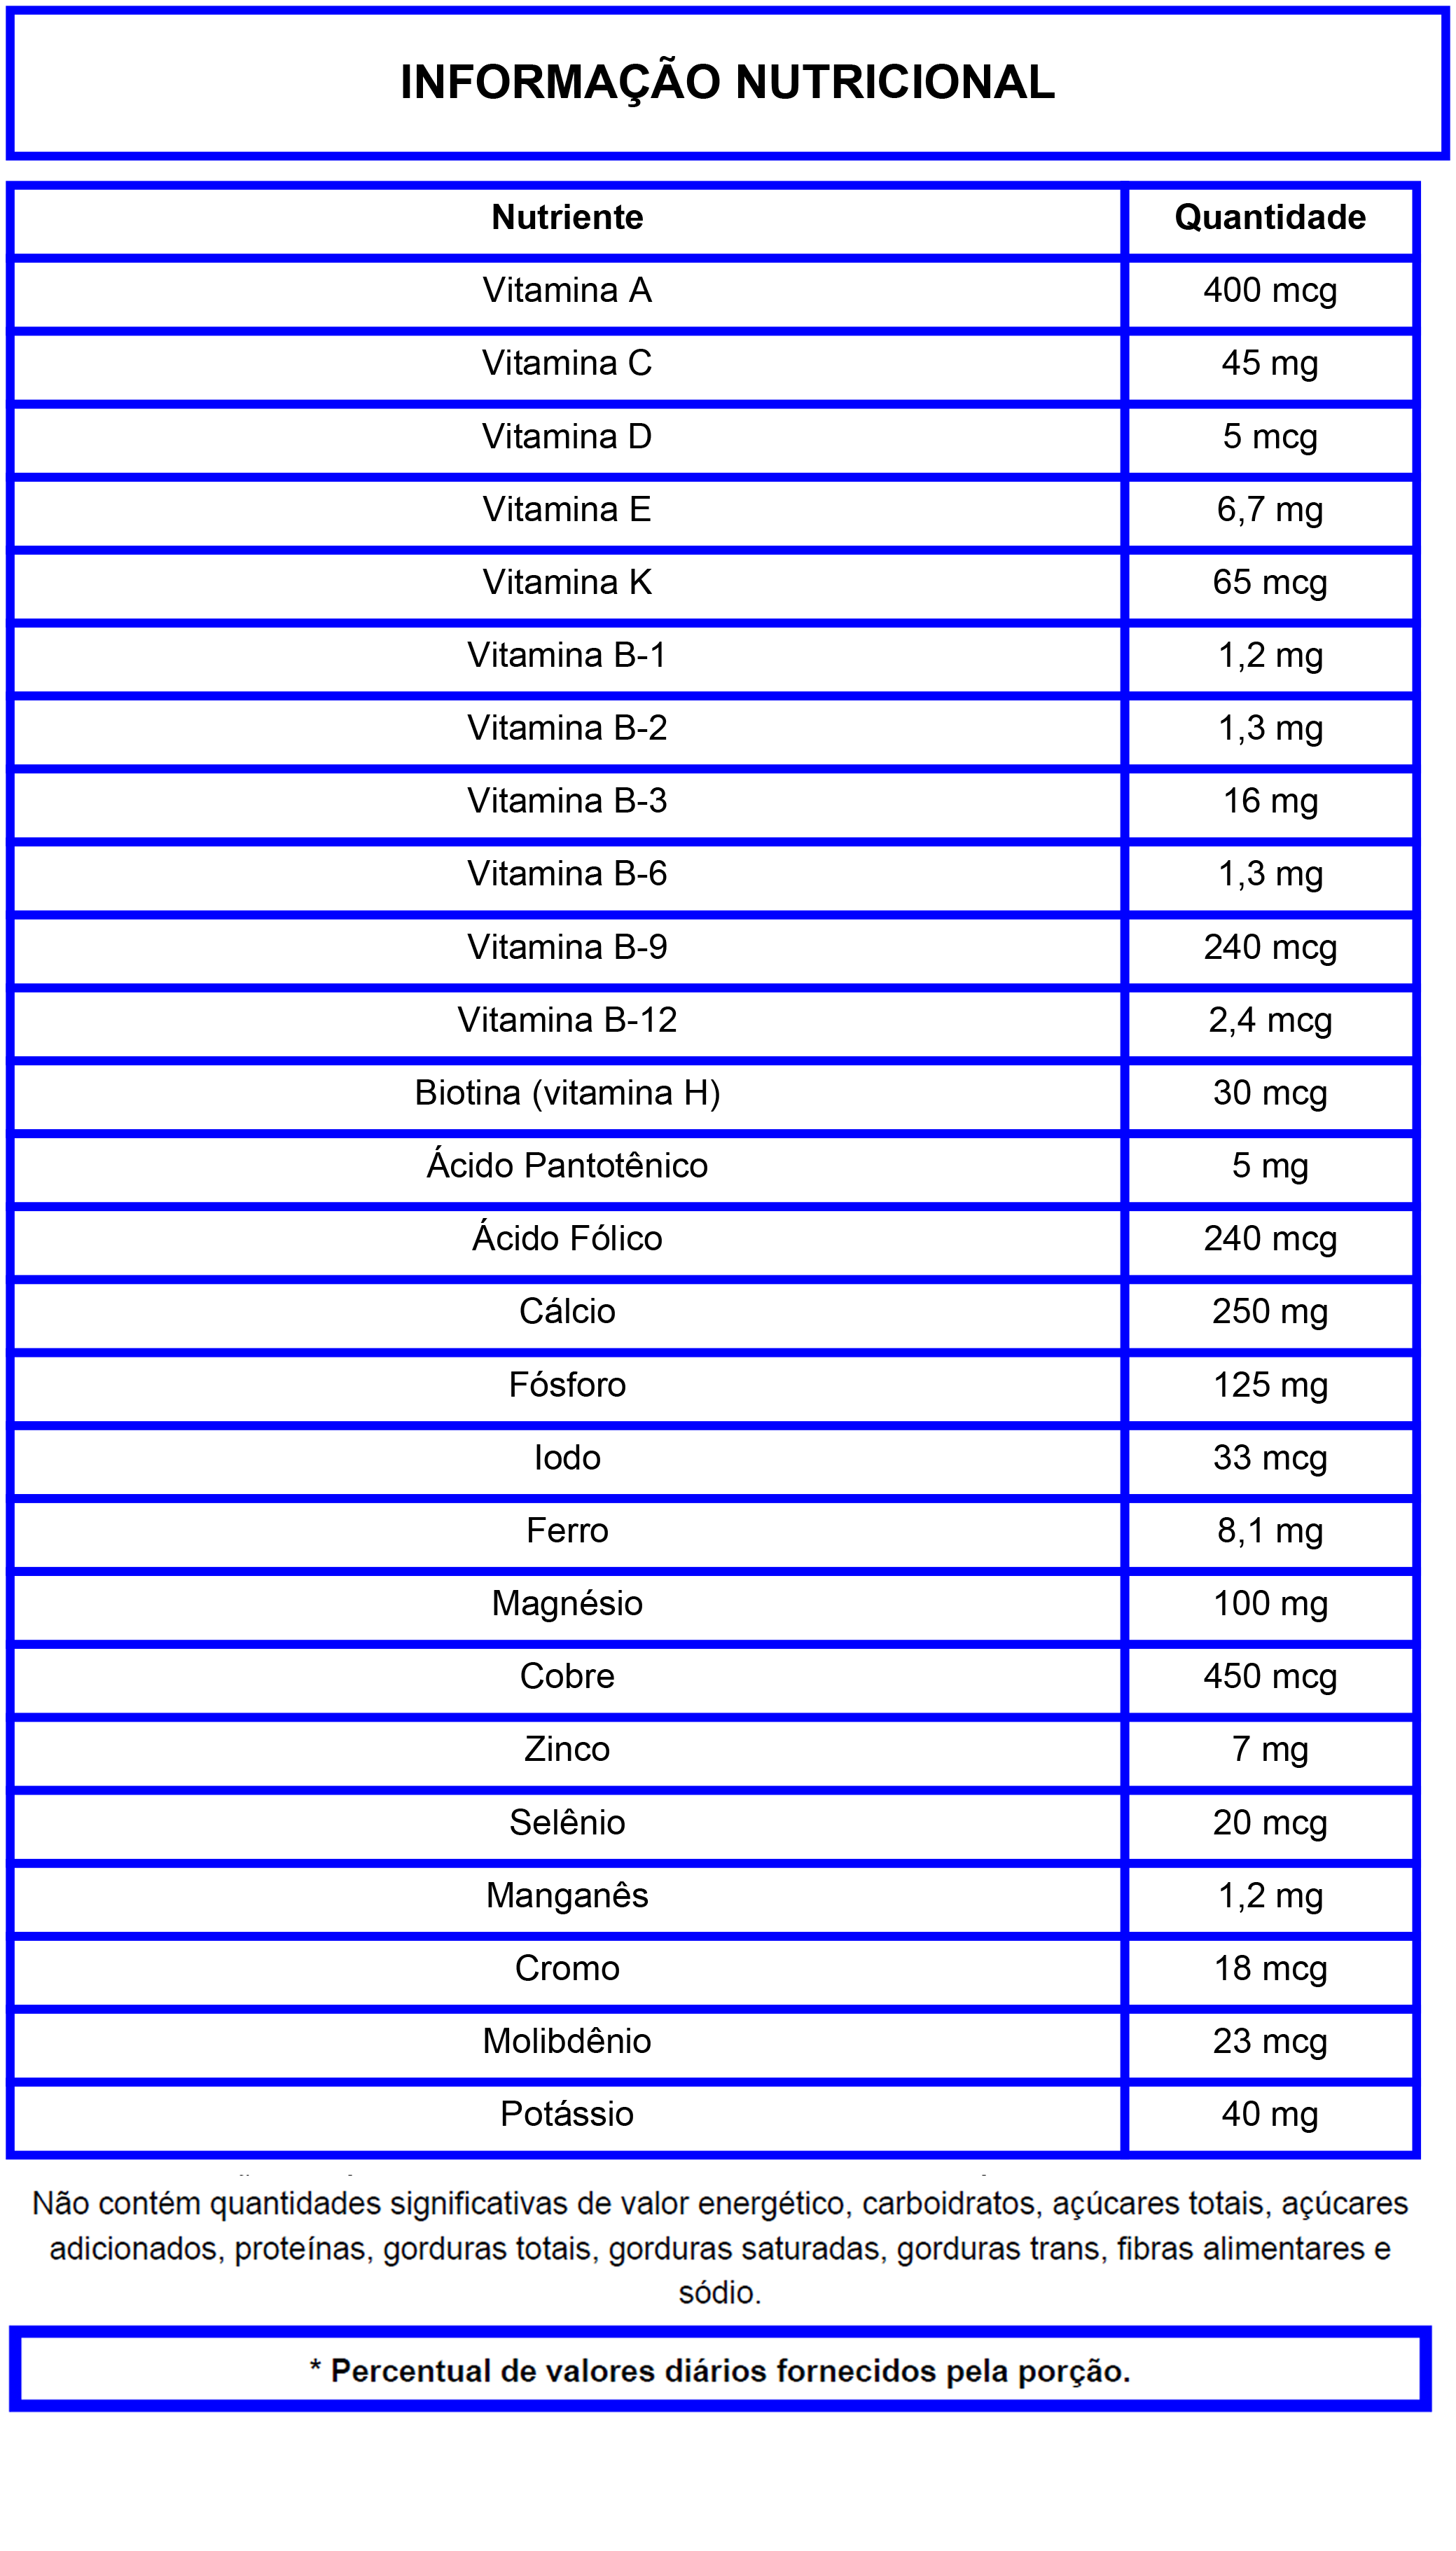 INFORMAÇÃO NUTRICIONAL
Nutriente Quantidade
Vitamina A 400 mcg
Vitamina C 45 mg
Vitamina D 5 mcg
Vitamina E 6,7 mg
Vitamina K 65 mcg
Vitamina B-1 1,2 mg
Vitamina B-2 1,3 mg
Vitamina B-3 16 mg
Vitamina B-6 1,3 mg
Vitamina B-9 240 mcg
Vitamina B-12 2,4 mcg
Biotina (vitamina H) 30 mcg
Ácido Pantotênico 5 mg
Ácido Fólico 240 mcg
Cálcio 250 mg
Fósforo 125 mg
Iodo 33 mcg
Ferro 8,1 mg
Magnésio 100 mg
Cobre 450 mcg
Zinco 7 mg
Selênio 20 mcg
Manganês 1,2 mg
Cromo 18 mcg
Molibdênio 23 mcg
Potássio 40 mg
Não contém quantidades significativas de valor energético, carboidratos, açúcares totais, açúcares
adicionados, proteínas, gorduras totais, gorduras saturadas, gorduras trans, fibras alimentares e
sódio.
* Percentual de valores diários fornecidos pela porção.